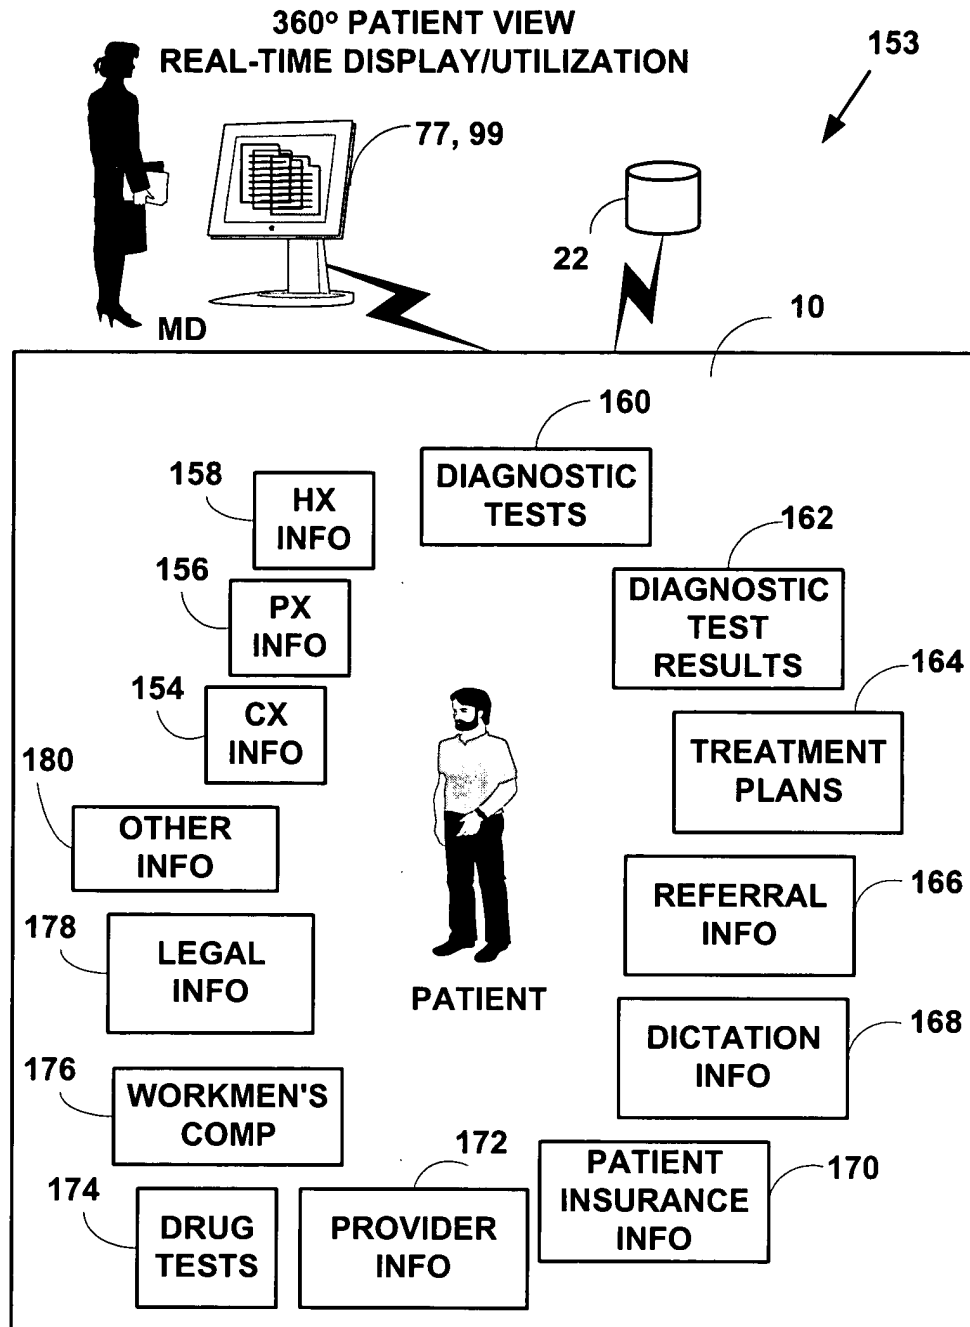 360º PATIENT VIEW
REAL-TIME DISPLAY/UTILIZATION
153
77, 99
22
MD
10
160
DIAGNOSTIC
TESTS
158
HX
INFO
162
DIAGNOSTIC
TEST
RESULTS
156
PX
INFO
164
TREATMENT
PLANS
154
CX
INFO
180
OTHER
INFO
166
REFERRAL
INFO
178
LEGAL
INFO
PATIENT
168
DICTATION
INFO
176
WORKMEN'S
COMP
172
PROVIDER
INFO
170
PATIENT
INSURANCE
INFO
174
DRUG
TESTS